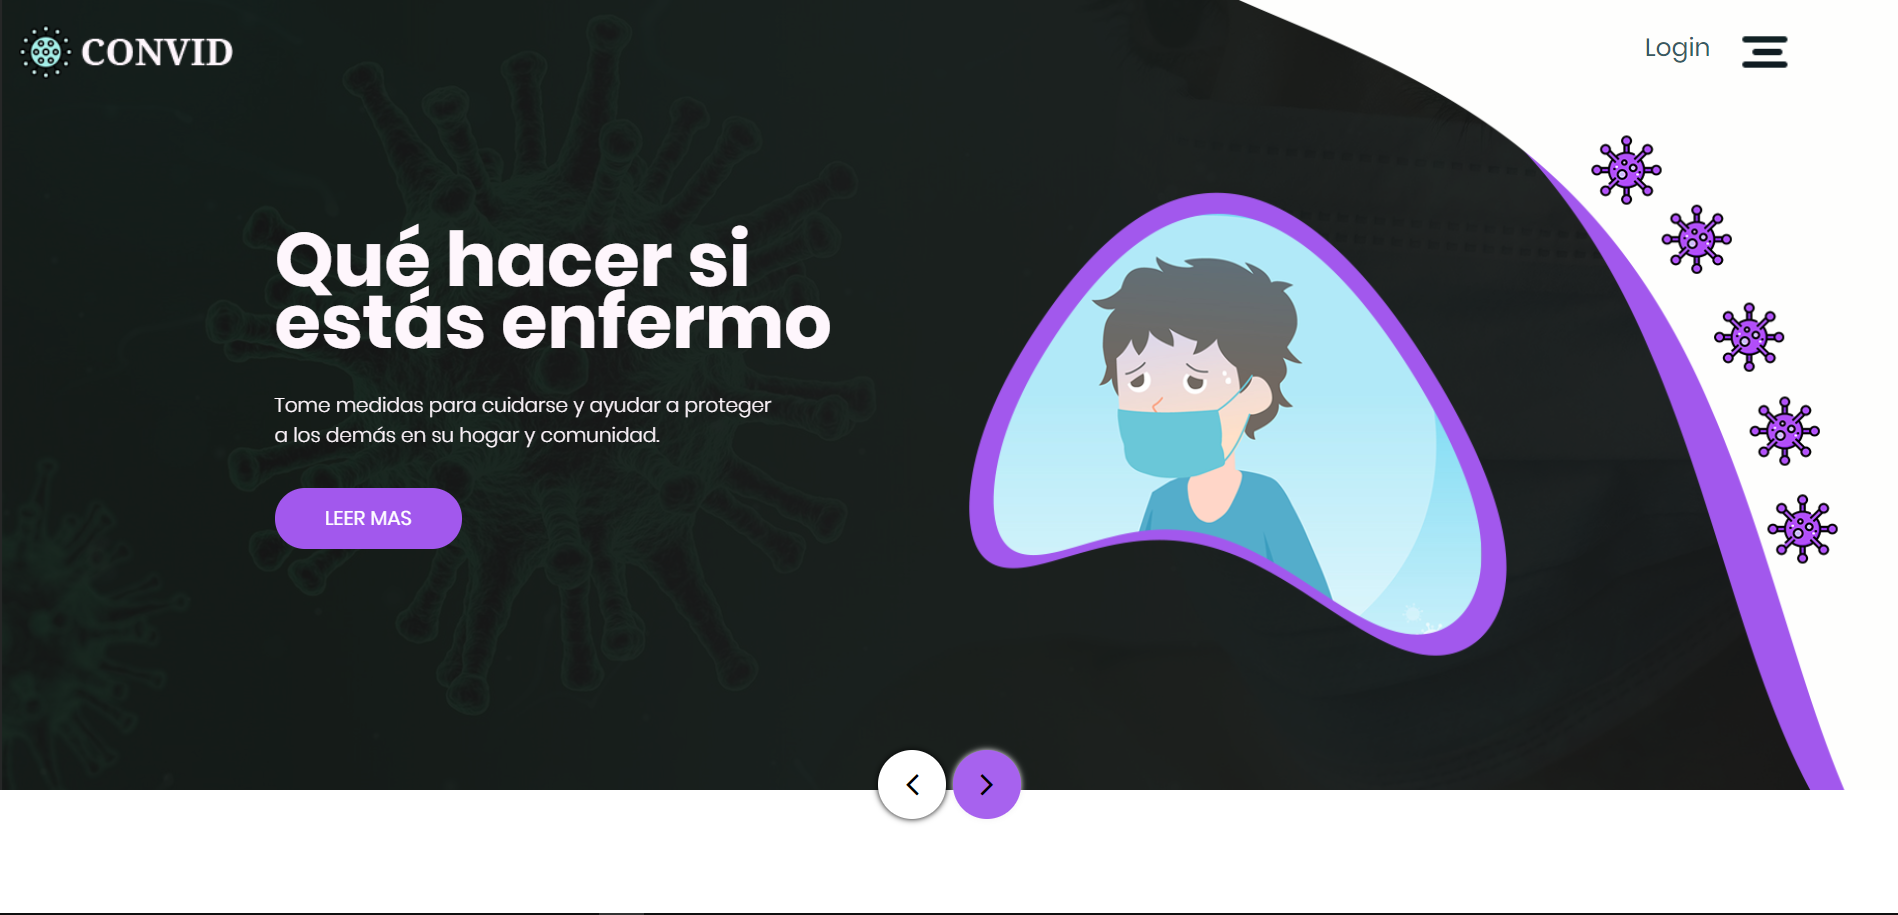 CONVID
Login
Qué hacer si
estás enfermo
Tome medidas para cuidarse y ayudar a proteger
a los demás en su hogar y comunidad.
LEER MAS